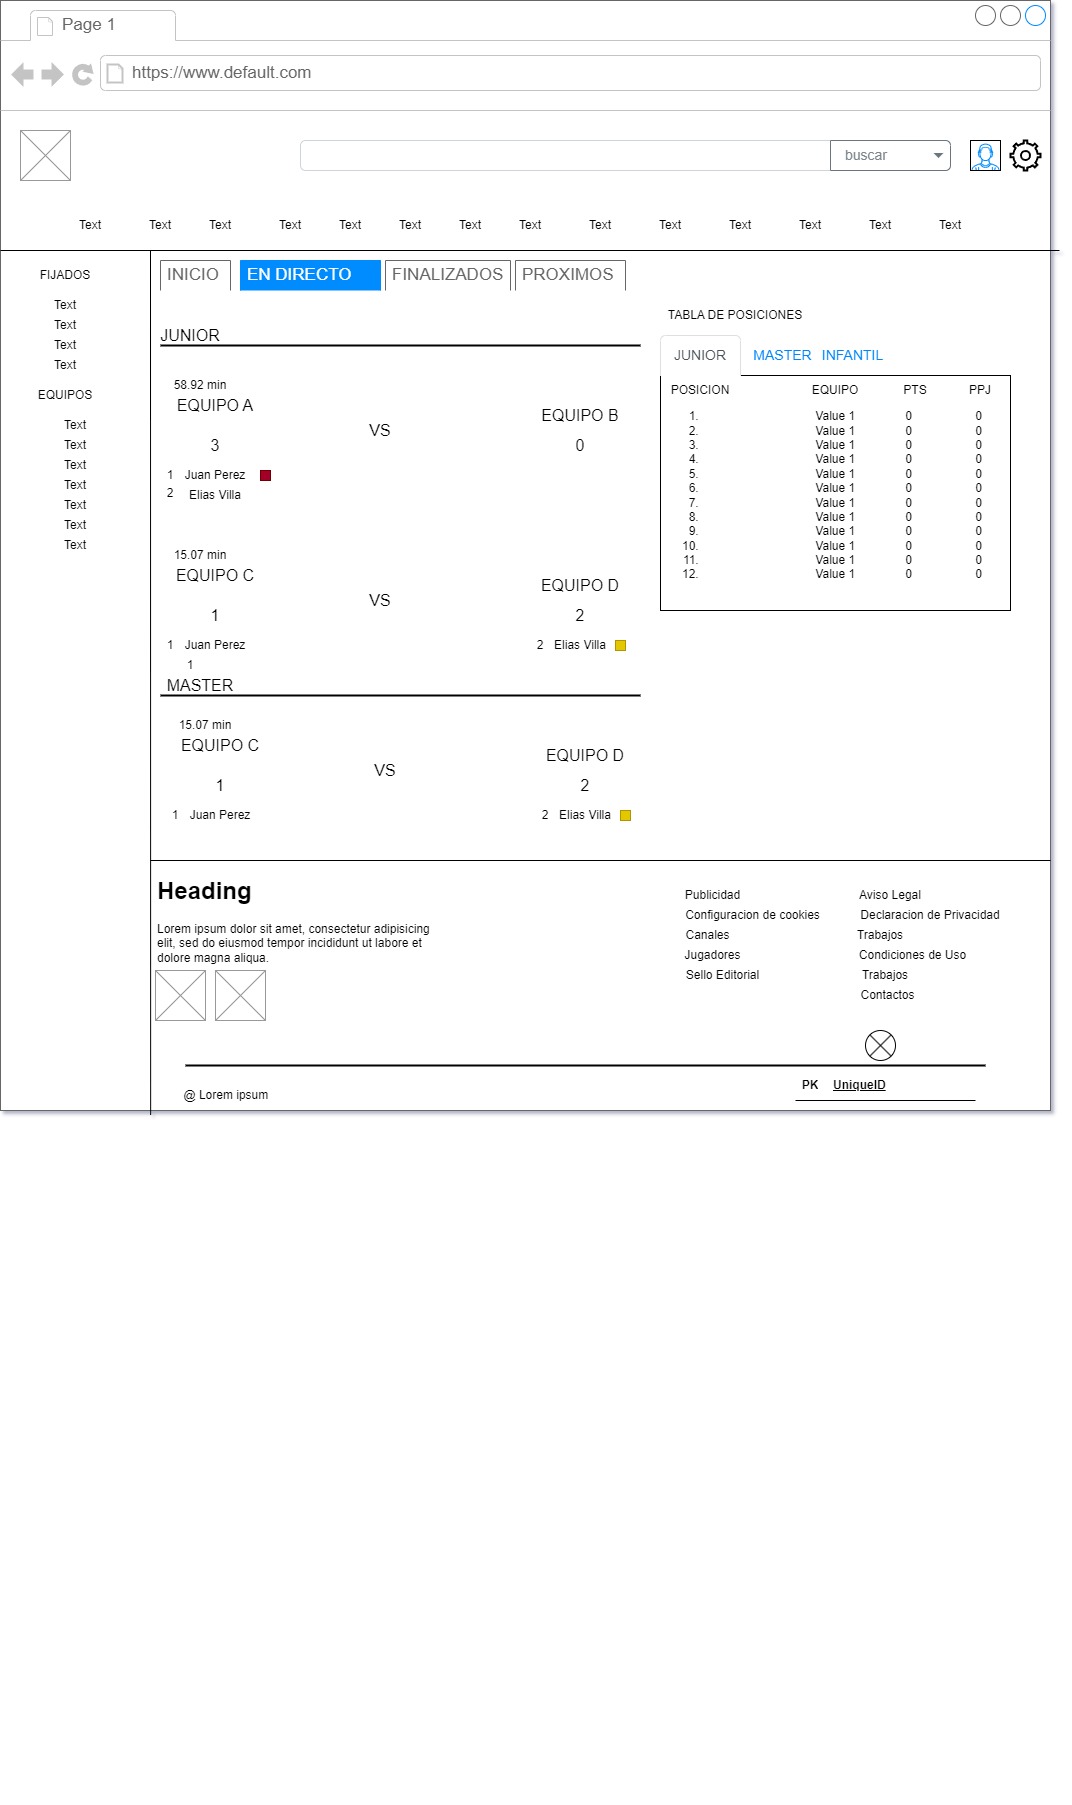 Page 1
https://www.default.com
buscar
Text Text Text Text Text Text Text Text Text Text Text Text Text Text
FIJADOS
Text
Text
Text
Text
EQUIPOS
Text
Text
Text
Text
Text
Text
Text
INICIO EN DIRECTO FINALIZADOS PROXIMOS
JUNIOR
58.92 min
EQUIPO A
EQUIPO B
VS
3 0
1 Juan Perez
2 Elias Villa
15.07 min
EQUIPO C
EQUIPO D
VS
1 2
1 Juan Perez 2 Elias Villa
1
MASTER
15.07 min
EQUIPO C
EQUIPO D
VS
1 2
1 Juan Perez 2 Elias Villa
TABLA DE POSICIONES
JUNIOR MASTER INFANTIL
POSICION EQUIPO PTS PPJ
1. Value 1 0 0
2. Value 1 0 0
3. Value 1 0 0
4. Value 1 0 0
5. Value 1 0 0
6. Value 1 0 0
7. Value 1 0 0
8. Value 1 0 0
9. Value 1 0 0
10. Value 1 0 0
11. Value 1 0 0
12. Value 1 0 0
Heading
Lorem ipsum dolor sit amet, consectetur adipisicing
elit, sed do eiusmod tempor incididunt ut labore et
dolore magna aliqua.
Publicidad
Configuracion de cookies
Canales
Jugadores
Sello Editorial
Aviso Legal
Declaracion de Privacidad
Trabajos
Condiciones de Uso
Trabajos
Contactos
PK UniqueID
@ Lorem ipsum